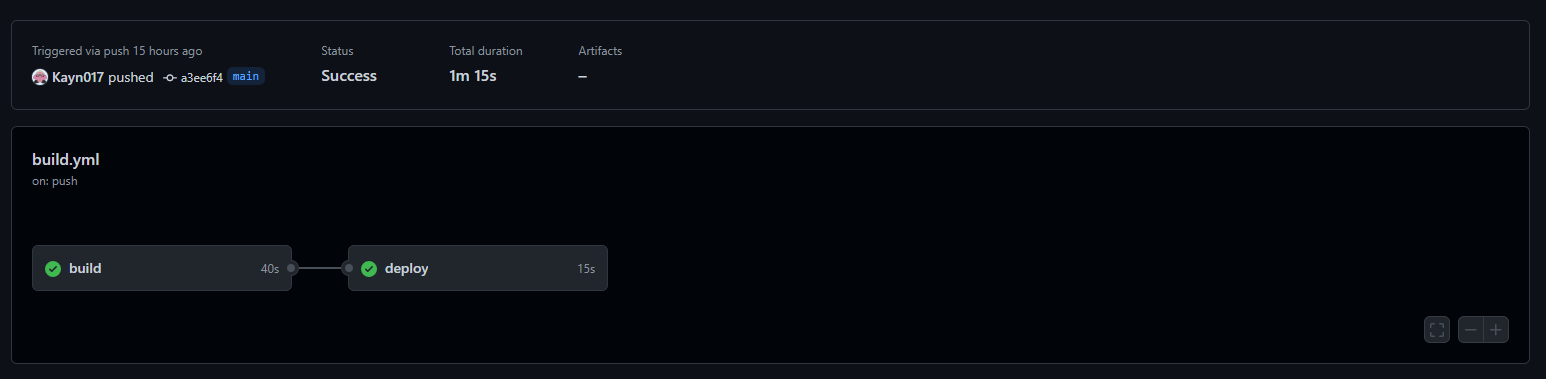 Triggered via push 15 hours ago
Kayn017 pushed a3ee6f4 main
Status
Success
Total duration
1m 15s
Artifacts
–
build.yml
on: push
build 40s
deploy 15s